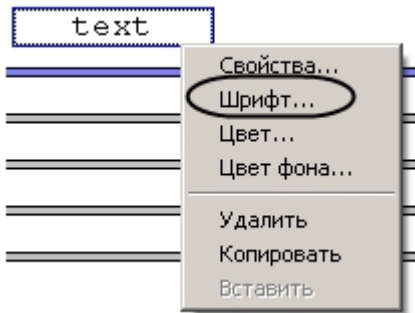 text
Свойства...
Шрифт...
Цвет...
Цвет фона...
Удалить
Копировать
Вставить